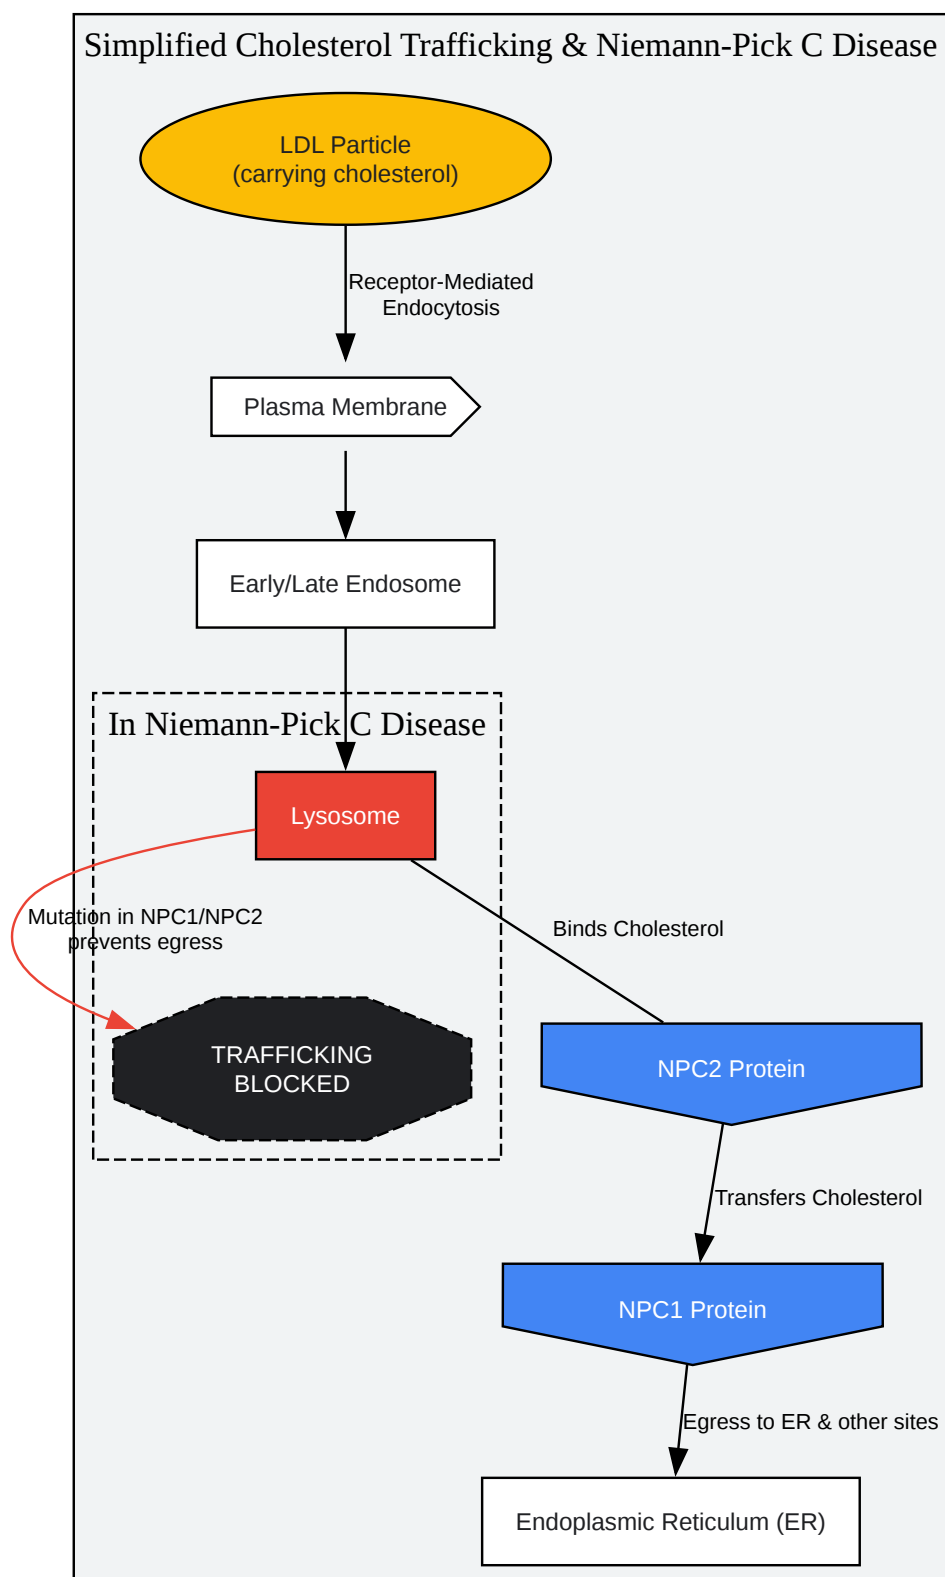 Simplified Cholesterol Trafficking & Niemann-Pick C Disease
LDL Particle
(carrying cholesterol)
Receptor-Mediated
Endocytosis
Plasma Membrane
Early/Late Endosome
In Niemann-Pick C Disease
Lysosome
Mutation in NPC1/NPC2
prevents egress
Binds Cholesterol
TRAFFICKING
BLOCKED
NPC2 Protein
Transfers Cholesterol
NPC1 Protein
Egress to ER & other sites
Endoplasmic Reticulum (ER)